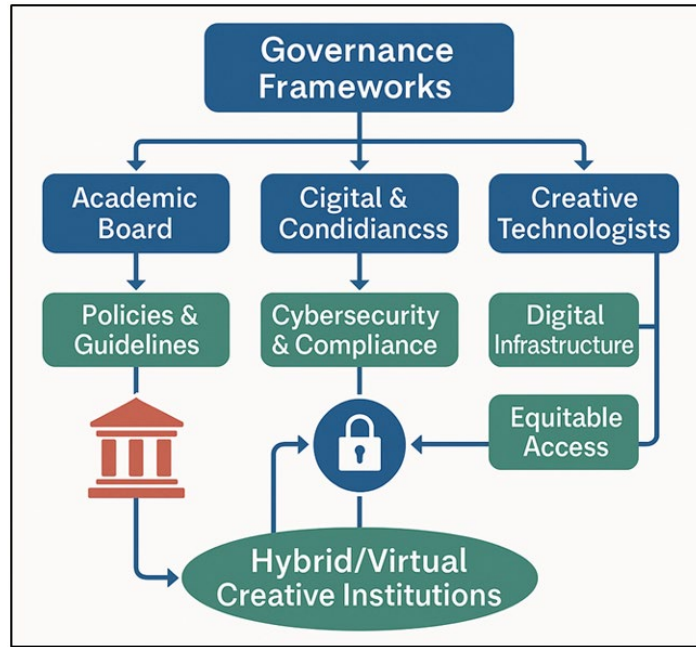 Governance
Frameworks
Academic
Board
Cigital &
Condidiancss
Creative
Technologists
Policies &
Guidelines
Cybersecurity
& Compliance
Digital
Infrastructure
Equitable
Access
Hybrid/Virtual
Creative Institutions